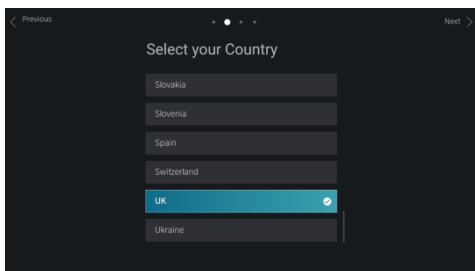 Previous
Next
Select your Country
Slovakia
Slovenia
Spain
Switzerland
UK
Ukraine